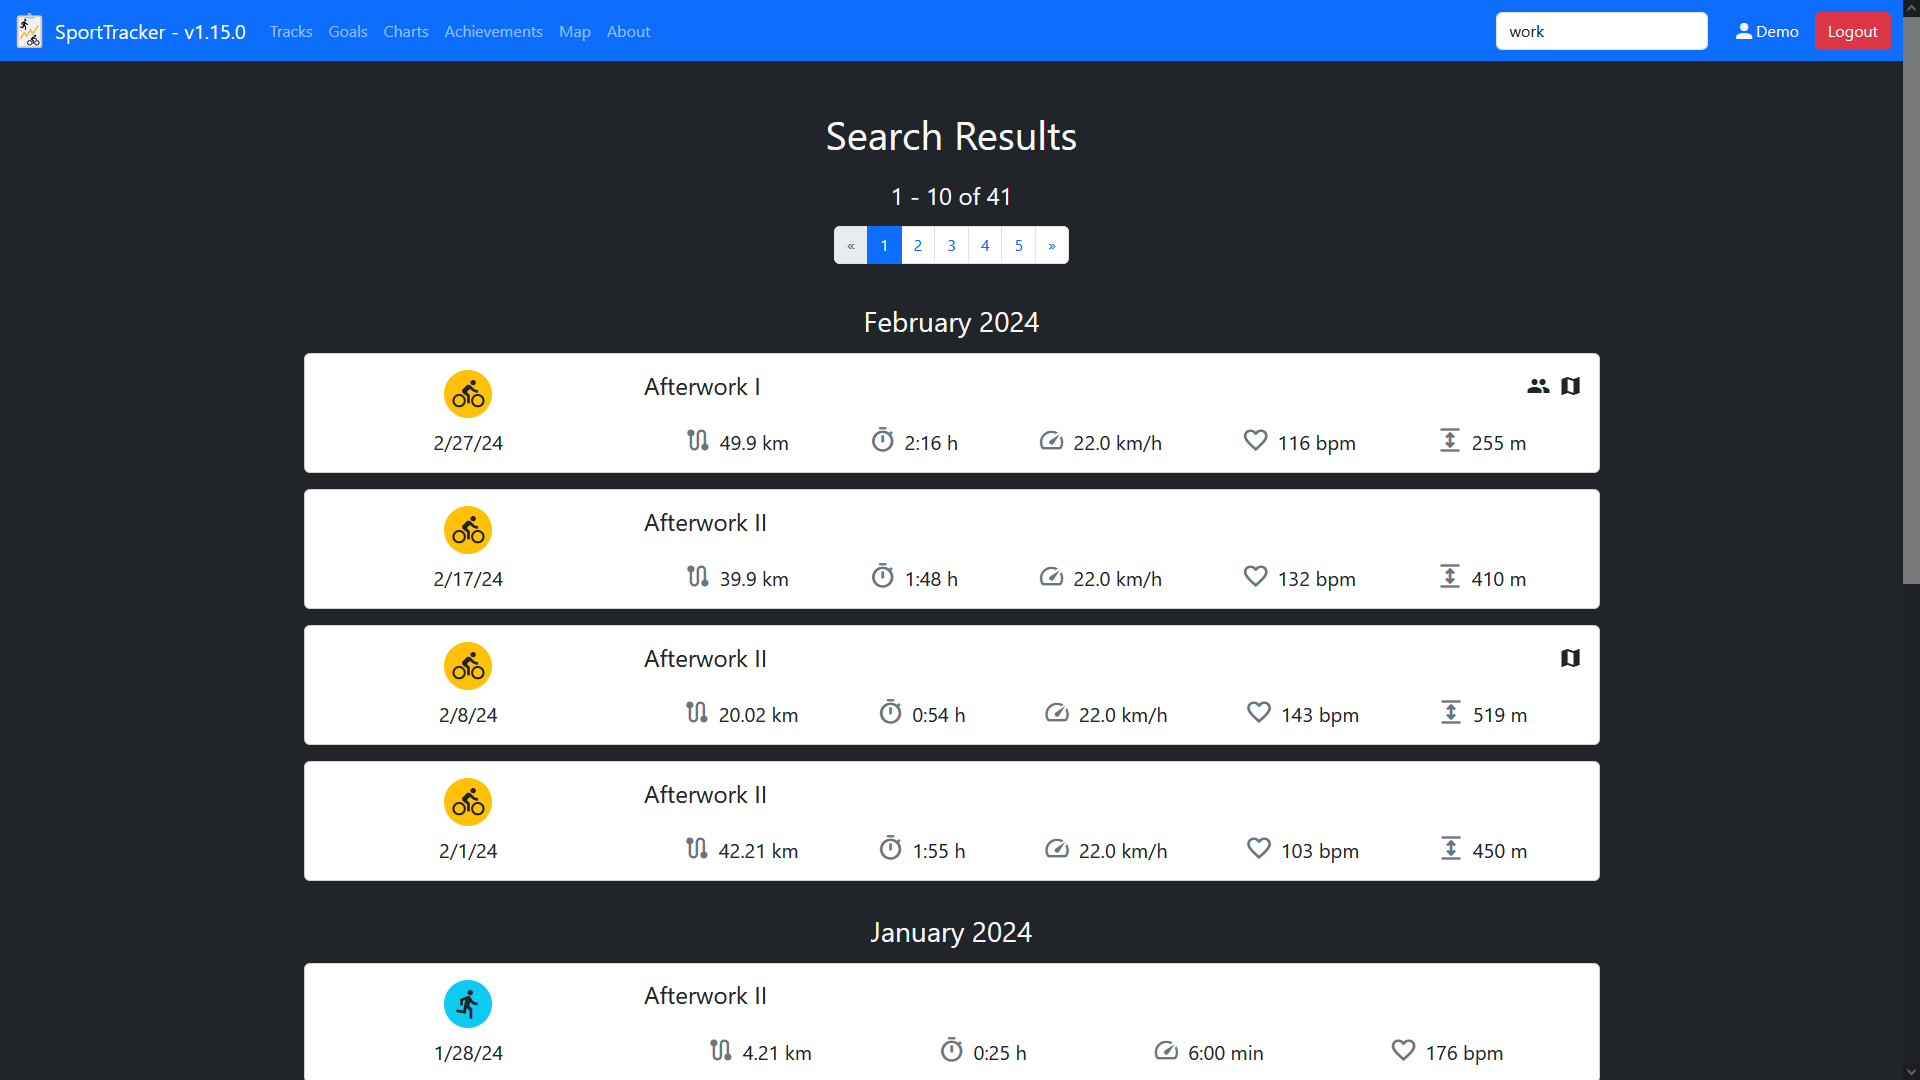 SportTracker - v1.15.0 Tracks Goals Charts Achievements Map About work Demo Logout
Search Results
1 - 10 of 41
« 1 2 3 4 5 »
February 2024
Afterwork I
2/27/24 49.9 km 2:16 h 22.0 km/h 116 bpm 255 m
Afterwork II
2/17/24 39.9 km 1:48 h 22.0 km/h 132 bpm 410 m
Afterwork II
2/8/24 20.02 km 0:54 h 22.0 km/h 143 bpm 519 m
Afterwork II
2/1/24 42.21 km 1:55 h 22.0 km/h 103 bpm 450 m
January 2024
Afterwork II
1/28/24 4.21 km 0:25 h 6:00 min 176 bpm